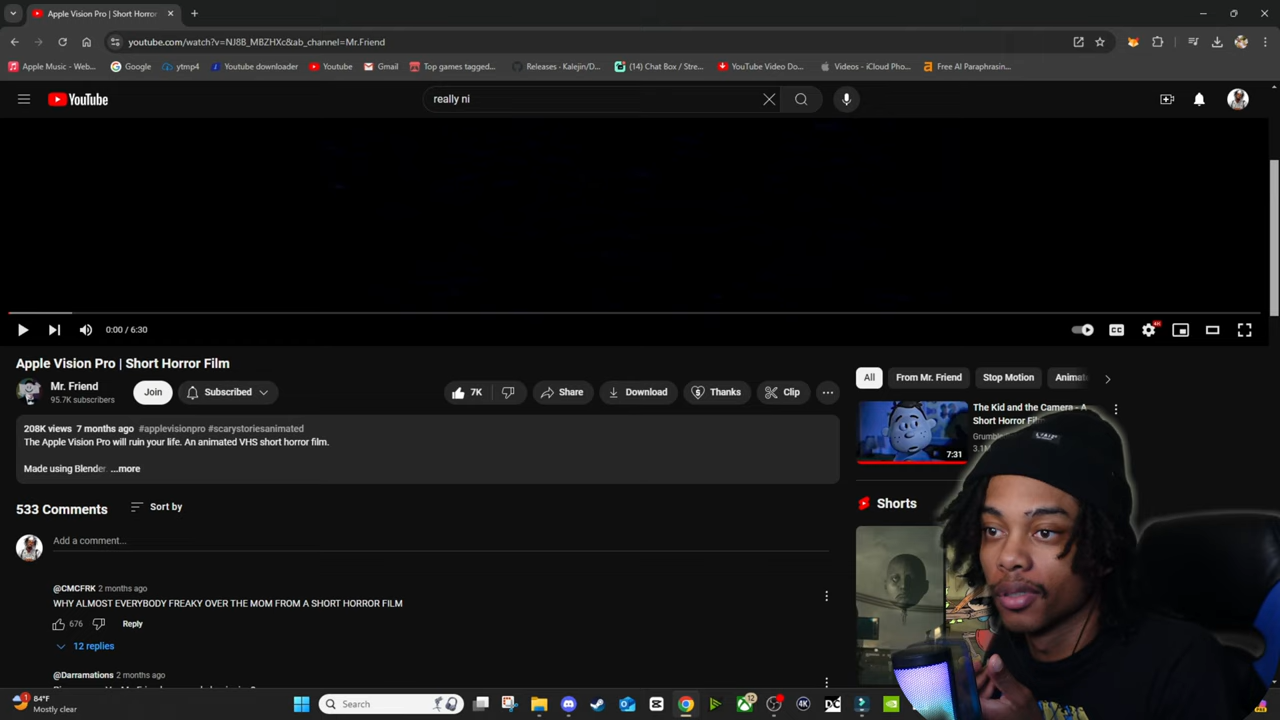 Apple Vision Pro | Short Horror
youtube.com/watch?v=NJ8B_MBZHXc&ab_channel=Mr.Friend
Apple Music - Web...
Google
ytmp4
Youtube downloader
Youtube
Gmail
Top games tagged...
Releases - Kalejin/D...
(14) Chat Box / Stre...
YouTube Video Do...
Videos - iCloud Pho...
Free AI Paraphrasin...
YouTube
really ni
0:00 / 6:30
CC
Apple Vision Pro | Short Horror Film
Mr. Friend
95.7K subscribers
Join
Subscribed
7K
Share
Download
Thanks
Clip
All
From Mr. Friend
Stop Motion
208K views 7 months ago #applevisionpro #scarystoriesanimated
The Apple Vision Pro will ruin your life. An animated VHS short horror film.
Made using Blender ...more
The Kid and the Camera - A
Short Horror
7:31
533 Comments
Sort by
Shorts
Add a comment...
@CMCFRK 2 months ago
WHY ALMOST EVERYBODY FREAKY OVER THE MOM FROM A SHORT HORROR FILM
676
Reply
12 replies
@Darramations 2 months ago
84°F
Mostly clear
Search
12
4K
DC